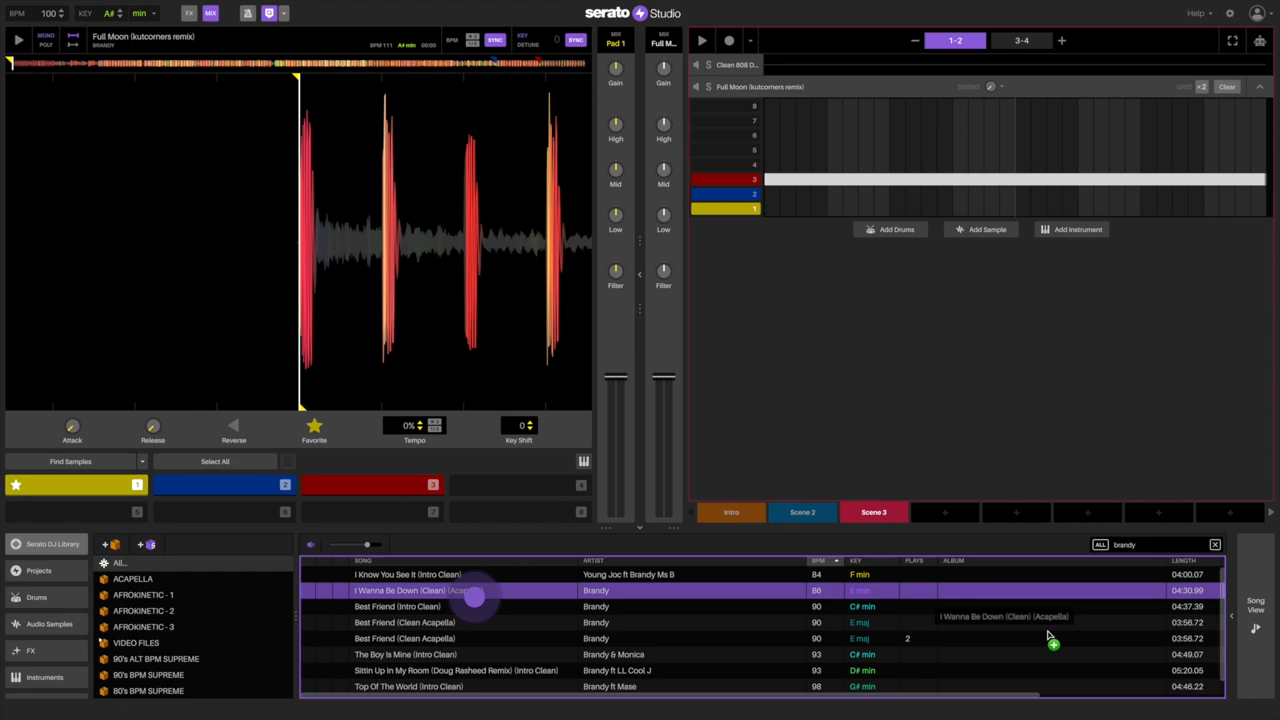 BPM 100 KEY A# min FX MIX serato Studio Help
Full Moon (kutcorners remix)
BRANDY
MONO
POLY
BPM 111 A# min 00:00
BPM SYNC
KEY
DETUNE 0 SYNC
MIX
Pad 1
MIX
Full M...
Gain Gain
High High
Mid Mid
Low Low
Filter Filter
1-2 3-4
S Clean 808 D...
S Full Moon (kutcorners remix) SWING GRID ×2 Clear
8
7
6
5
4
3
2
1
Add Drums Add Sample Add Instrument
Attack Release Reverse Favorite 0% Tempo 0 Key Shift
Find Samples Select All
1 2 3 4
5 6 7 8
Intro Scene 2 Scene 3
Serato DJ Library
Projects
Drums
Audio Samples
FX
Instruments
All...
ACAPELLA
AFROKINETIC - 1
AFROKINETIC - 2
AFROKINETIC - 3
VIDEO FILES
90's ALT BPM SUPREME
90's BPM SUPREME
80's BPM SUPREME
ALL brandy
SONG ARTIST BPM KEY PLAYS ALBUM LENGTH
I Know You See It (Intro Clean) Young Joc ft Brandy Ms B 84 F min 04:00.07
I Wanna Be Down (Clean) (Acapella) Brandy 86 E min 04:30.99
Best Friend (Intro Clean) Brandy 90 C# min 04:37.39
I Wanna Be Down (Clean) (Acapella)
Best Friend (Clean Acapella) Brandy 90 E maj 03:56.72
Best Friend (Clean Acapella) Brandy 90 E maj 2 03:56.72
The Boy Is Mine (Intro Clean) Brandy & Monica 93 C# min 04:49.07
Sittin Up In My Room (Doug Rasheed Remix) (Intro Clean) Brandy ft LL Cool J 93 D# min 05:20.05
Top Of The World (Intro Clean) Brandy ft Mase 98 G# min 04:46.22
Song
View